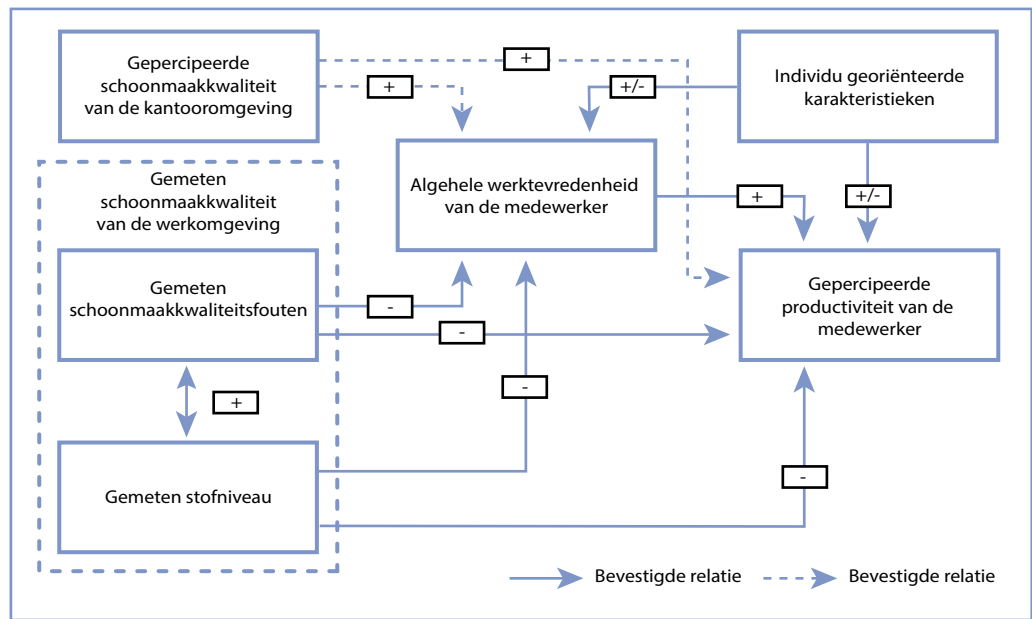 Gepercipeerde
schoonmaakkwaliteit
van de kantooromgeving
+
+
+/-
Individu georiënteerde
karakteristieken
Algehele werktevredenheid
van de medewerker
+
+/-
Gemeten
schoonmaakkwaliteit
van de werkomgeving
Gemeten
schoonmaakkwaliteitsfouten
-
-
Gepercipeerde
productiviteit van de
medewerker
+
-
Gemeten stofniveau
-
Bevestigde relatie
Bevestigde relatie